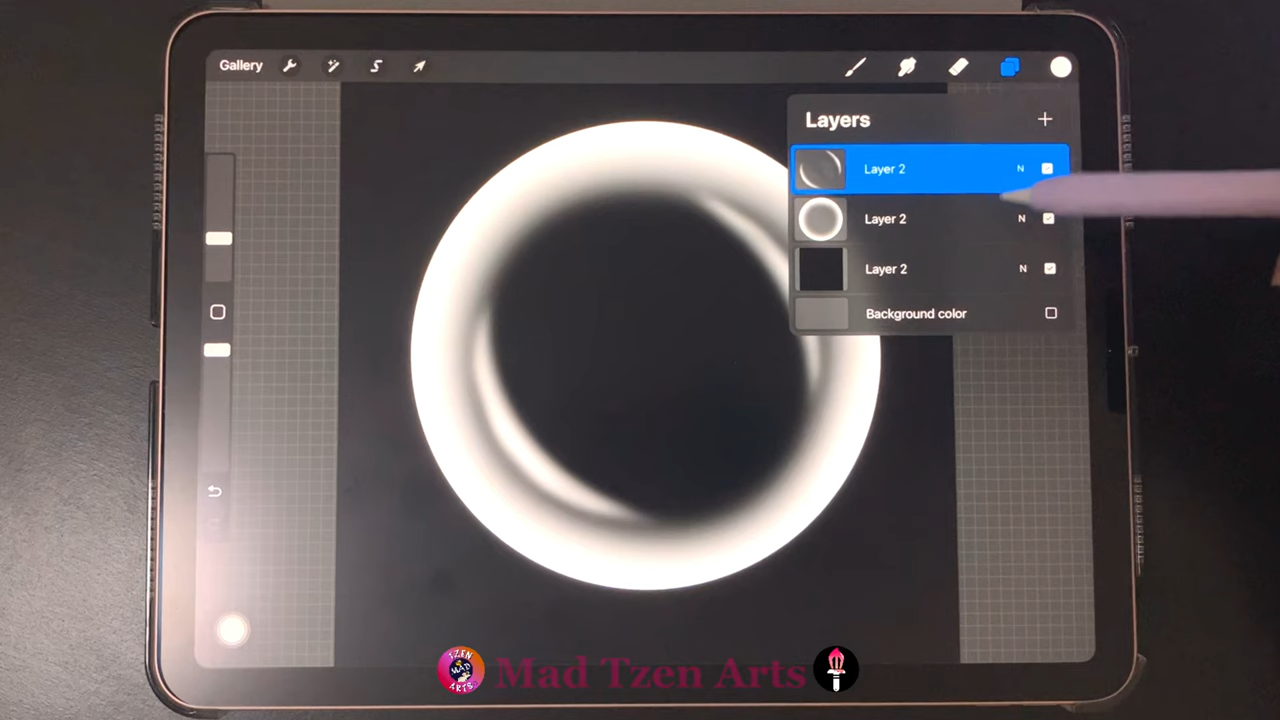 Gallery
S
Layers
Layer 2 N
Layer 2 N
Layer 2 N
Background color
TZEN
MAD
ARTS
Mad Tzen Arts